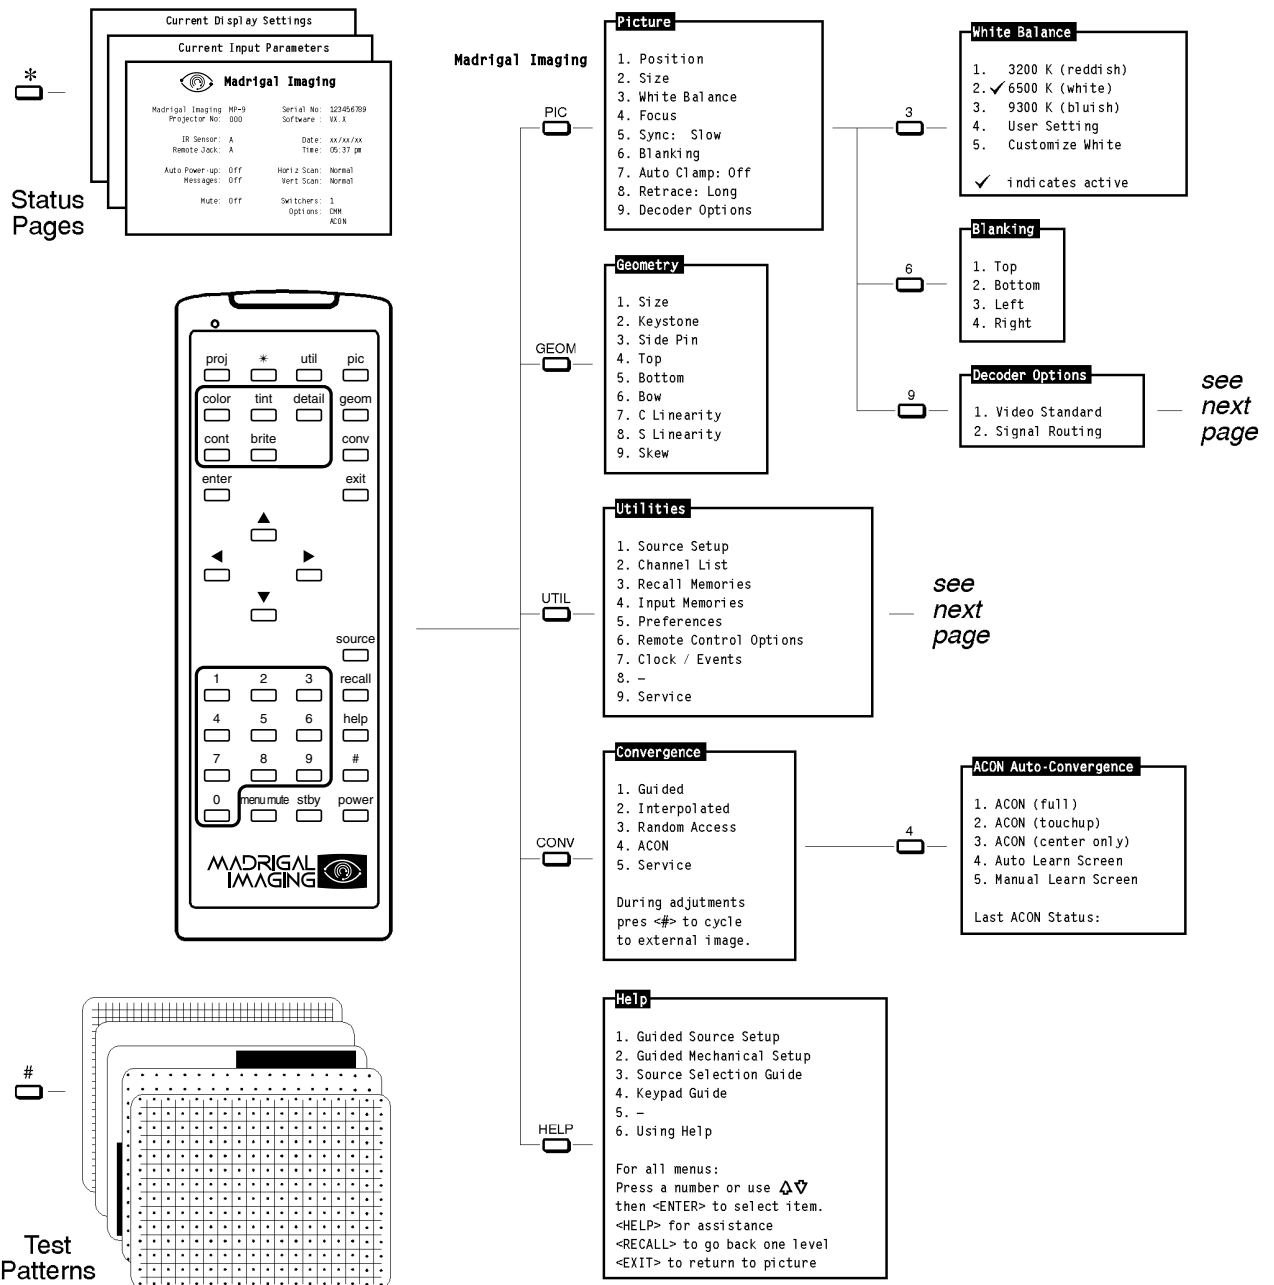 Current Display Settings
Current Input Parameters
Madrigal Imaging
Madrigal Imaging MP-9
Projector No: 000
Serial No: 123456789
Software : VX.X
IR Sensor: A
Remote Jack: A
Date: xx/xx/xx
Time: 05:37 pm
Auto Power-up: Off
Messages: Off
Horiz Scan: Normal
Vert Scan: Normal
Mute: Off
Switchers: 1
Options: CMM
ACON
*
Status
Pages
proj * util pic
color tint detail geom
cont brite conv
enter exit
source
1 2 3 recall
4 5 6 help
7 8 9 #
0 menu mute stby power
MADRIGAL
IMAGING
#
Test
Patterns
Madrigal Imaging
PIC
Picture
1. Position
2. Size
3. White Balance
4. Focus
5. Sync: Slow
6. Blanking
7. Auto Clamp: Off
8. Retrace: Long
9. Decoder Options
3
White Balance
1. 3200 K (reddish)
2. ✓ 6500 K (white)
3. 9300 K (bluish)
4. User Setting
5. Customize White
✓ indicates active
6
Blanking
1. Top
2. Bottom
3. Left
4. Right
9
Decoder Options
1. Video Standard
2. Signal Routing
see
next
page
GEOM
Geometry
1. Size
2. Keystone
3. Side Pin
4. Top
5. Bottom
6. Bow
7. C Linearity
8. S Linearity
9. Skew
UTIL
Utilities
1. Source Setup
2. Channel List
3. Recall Memories
4. Input Memories
5. Preferences
6. Remote Control Options
7. Clock / Events
8. –
9. Service
see
next
page
CONV
Convergence
1. Guided
2. Interpolated
3. Random Access
4. ACON
5. Service
During adjutments
pres <#> to cycle
to external image.
4
ACON Auto-Convergence
1. ACON (full)
2. ACON (touchup)
3. ACON (center only)
4. Auto Learn Screen
5. Manual Learn Screen
Last ACON Status:
HELP
Help
1. Guided Source Setup
2. Guided Mechanical Setup
3. Source Selection Guide
4. Keypad Guide
5. –
6. Using Help
For all menus:
Press a number or use
then <ENTER> to select item.
<HELP> for assistance
<RECALL> to go back one level
<EXIT> to return to picture